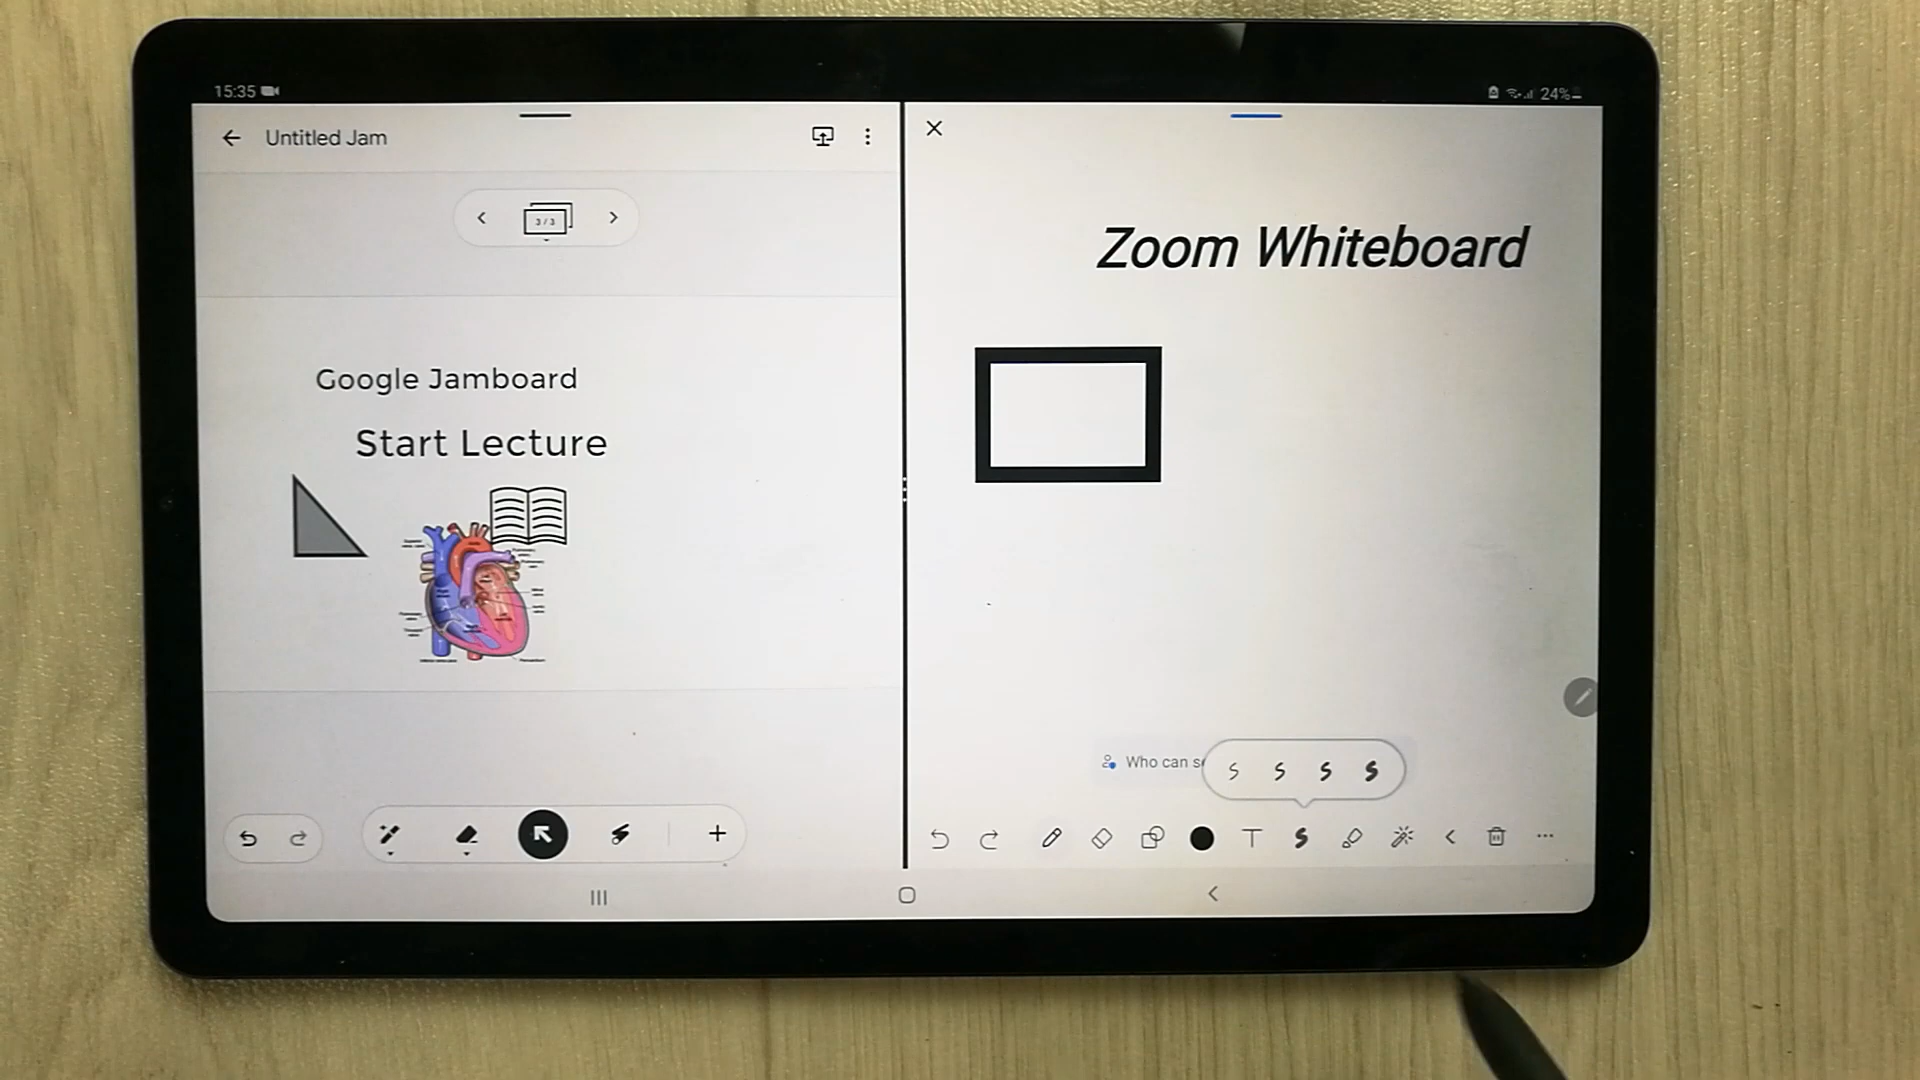 15:35
24%
Untitled Jam
3 / 3
Google Jamboard
Start Lecture
Zoom Whiteboard
Who can s
T